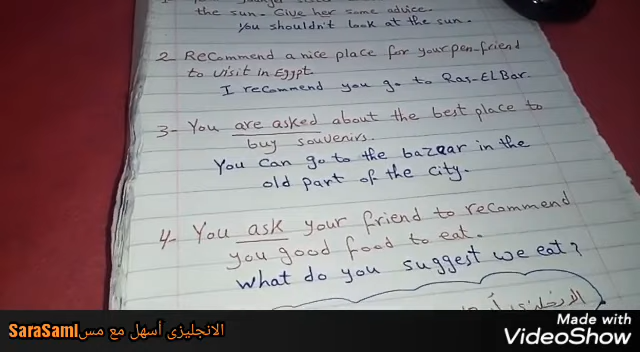 the sun. Give her some advice.
You shouldn't look at the sun.
2 Recommend a nice place for your pen-friend
to visit in Egypt.
I recommend you go to Ras-ElBar.
3- You are asked about the best place to
buy souvenirs.
You can go to the bazaar in the
old part of the city.
4- You ask your friend to recommend
you good food to eat.
What do you suggest we eat?
الانجليزى أسهل مع مس SaraSaml
Made with
VideoShow